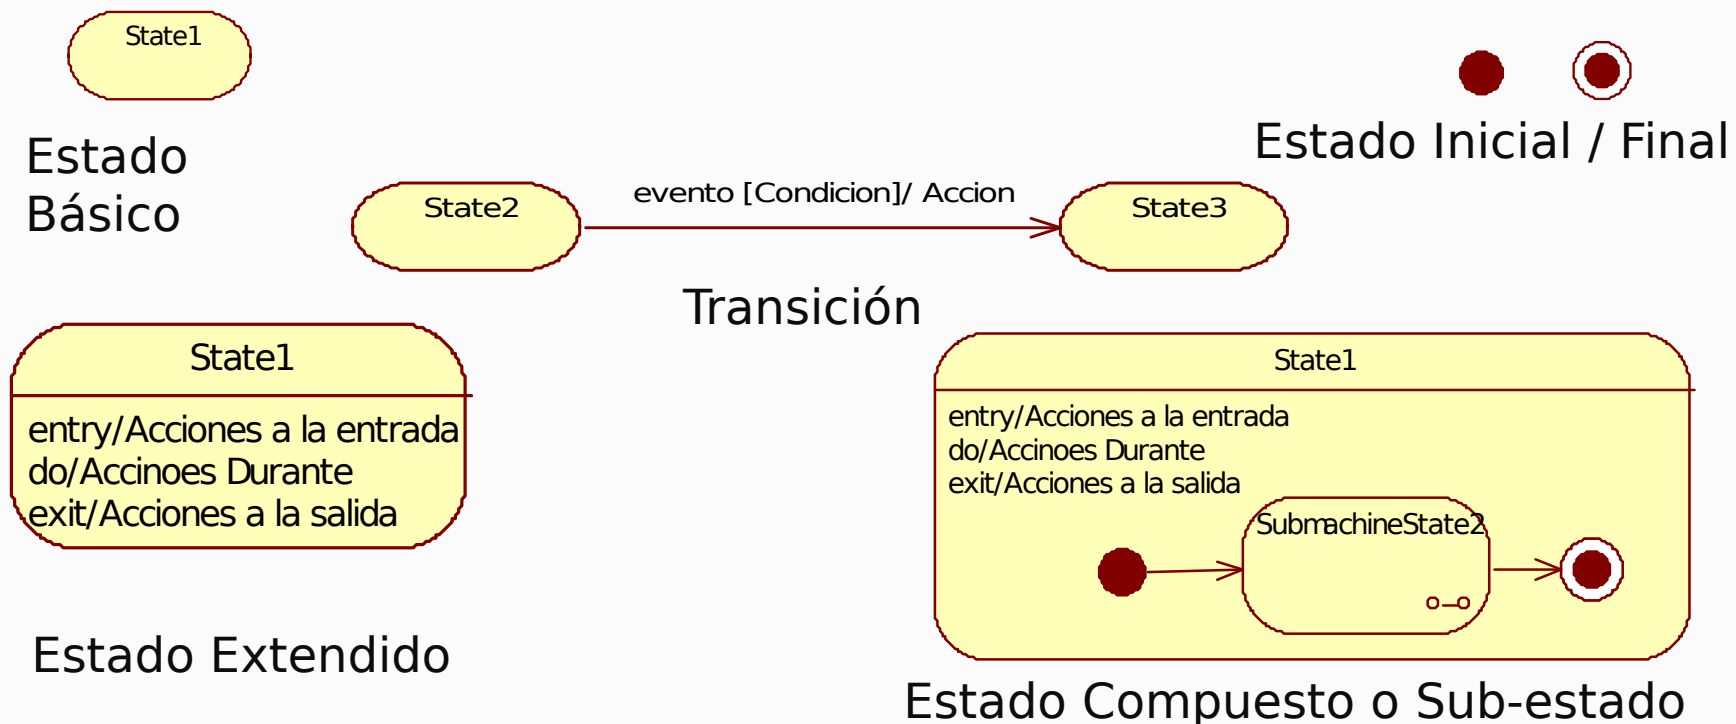 State1
Estado
Básico
Estado Inicial / Final
State2
evento [Condicion]/ Accion
State3
Transición
State1
entry/Acciones a la entrada
do/Accinoes Durante
exit/Acciones a la salida
Estado Extendido
State1
entry/Acciones a la entrada
do/Acciones Durante
exit/Acciones a la salida
SubmachineState2
Estado Compuesto o Sub-estado